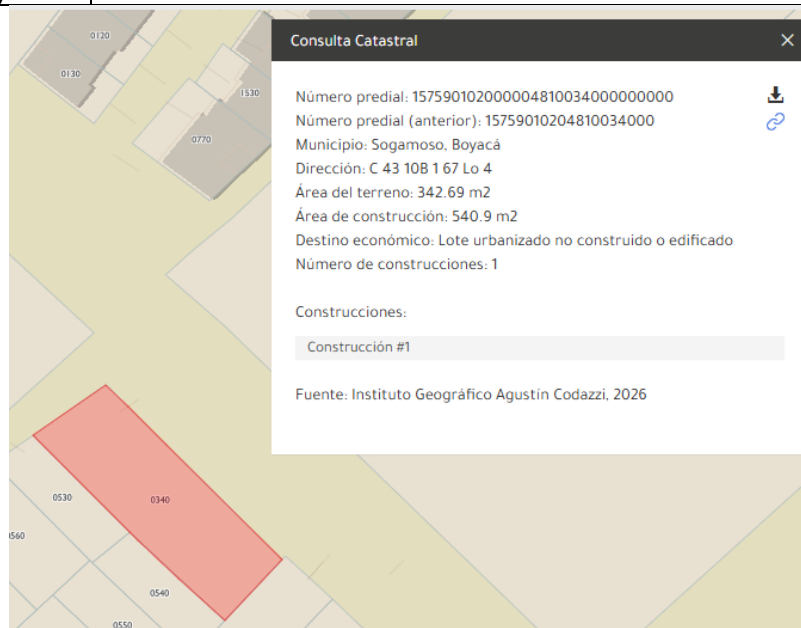 Consulta Catastral
Número predial: 157590102000004810034000000000
Número predial (anterior): 15759010204810034000
Municipio: Sogamoso, Boyacá
Dirección: C 43 10B 1 67 Lo 4
Área del terreno: 342.69 m2
Área de construcción: 540.9 m2
Destino económico: Lote urbanizado no construido o edificado
Número de construcciones: 1
Construcciones:
Construcción #1
Fuente: Instituto Geográfico Agustín Codazzi, 2026
0120
0130
1530
0770
0530
0340
0560
0540
0550